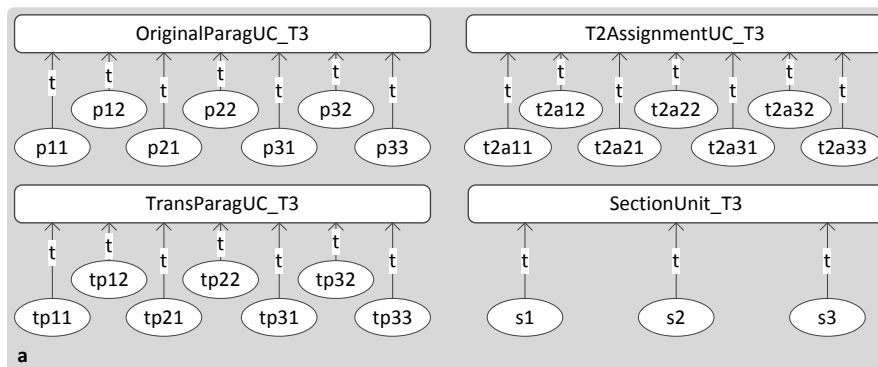 OriginalParagUC_T3
t t t t t t t
p12 p22 p32
p11 p21 p31 p33
T2AssignmentUC_T3
t t t t t t t
t2a12 t2a22 t2a32
t2a11 t2a21 t2a31 t2a33
TransParagUC_T3
t t t t t t t
tp12 tp22 tp32
tp11 tp21 tp31 tp33
SectionUnit_T3
t t t
s1 s2 s3
a